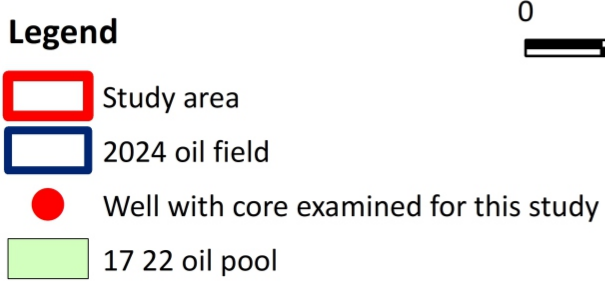 0
Legend
Study area
2024 oil field
Well with core examined for this study
17 22 oil pool